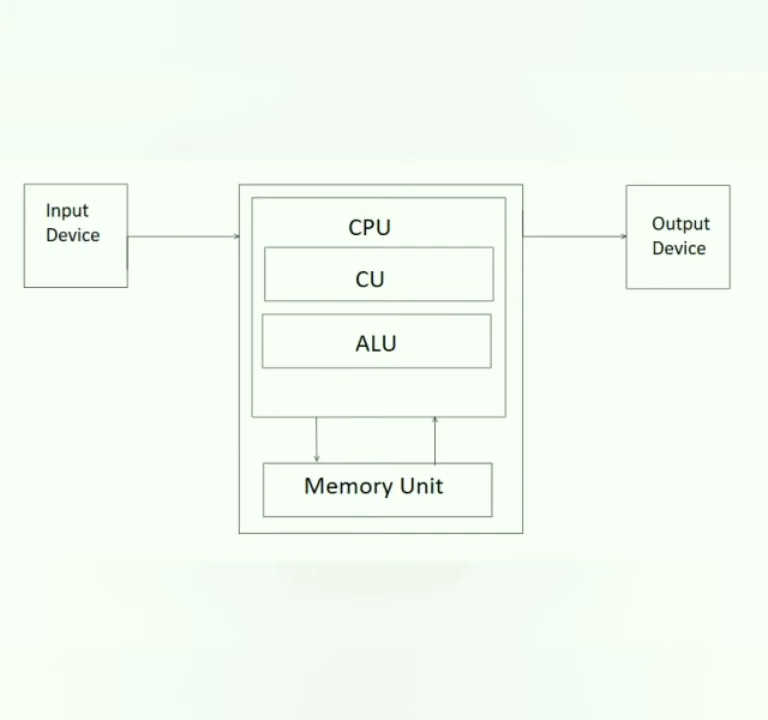 Input
Device
CPU
CU
ALU
Memory Unit
Output
Device